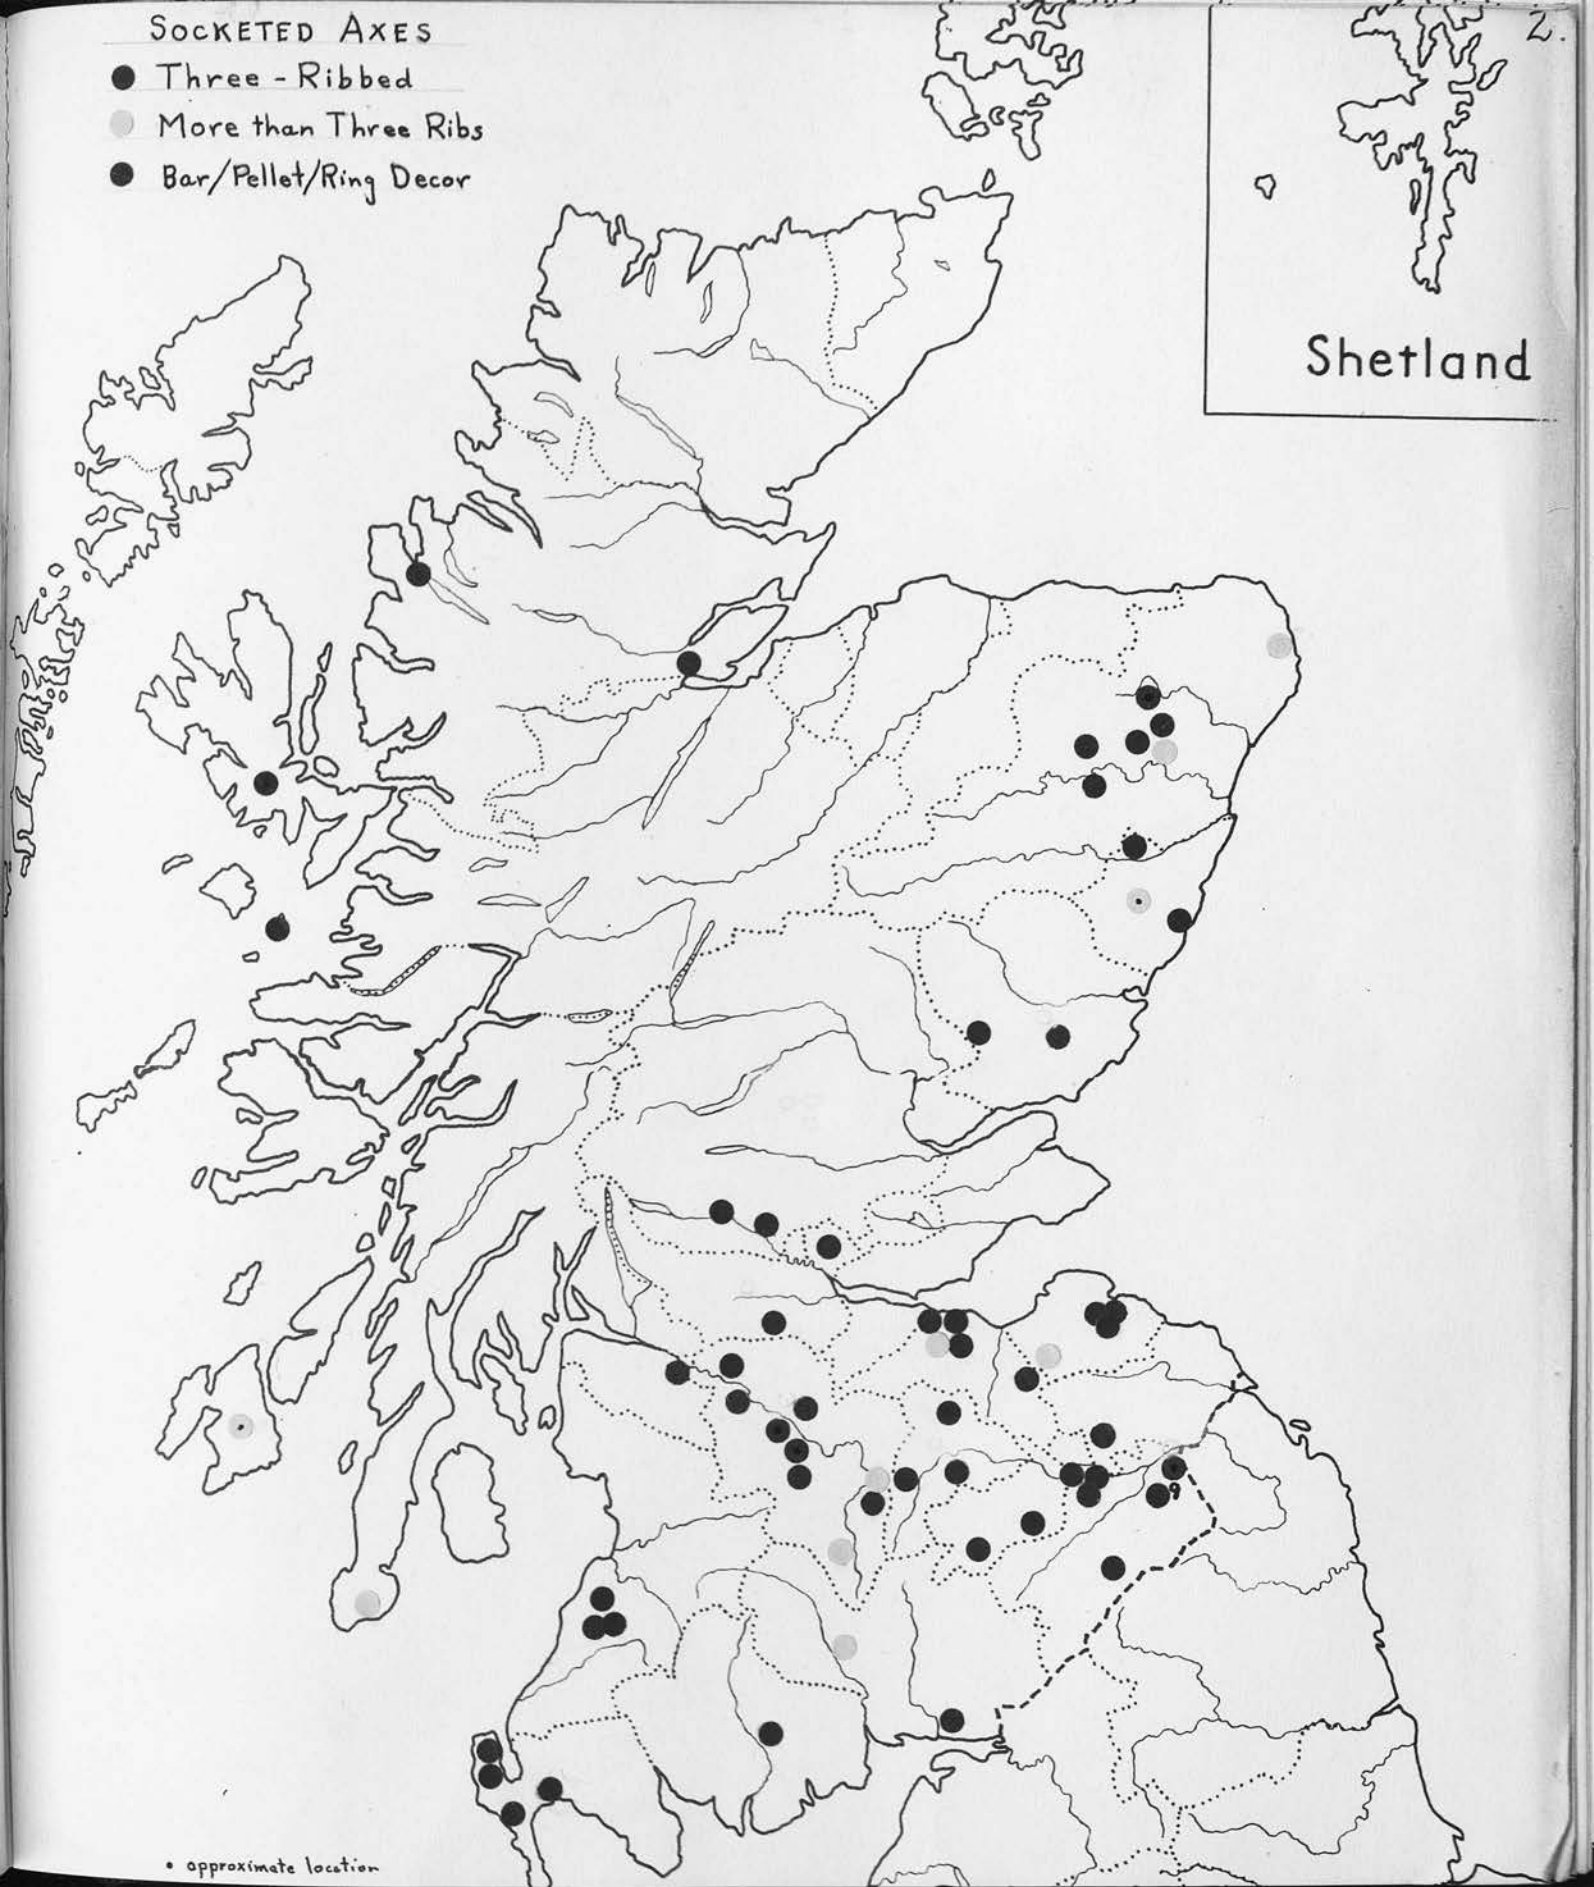 2.
SOCKETED AXES
Three-Ribbed
More than Three Ribs
Bar/Pellet/Ring Decor
Shetland
?
• approximate location